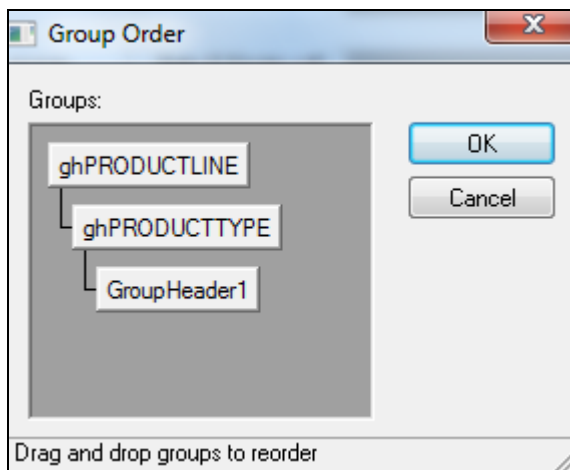 Group Order
Groups:
ghPRODUCTLINE
OK
ghPRODUCTTYPE
Cancel
GroupHeader1
Drag and drop groups to reorder